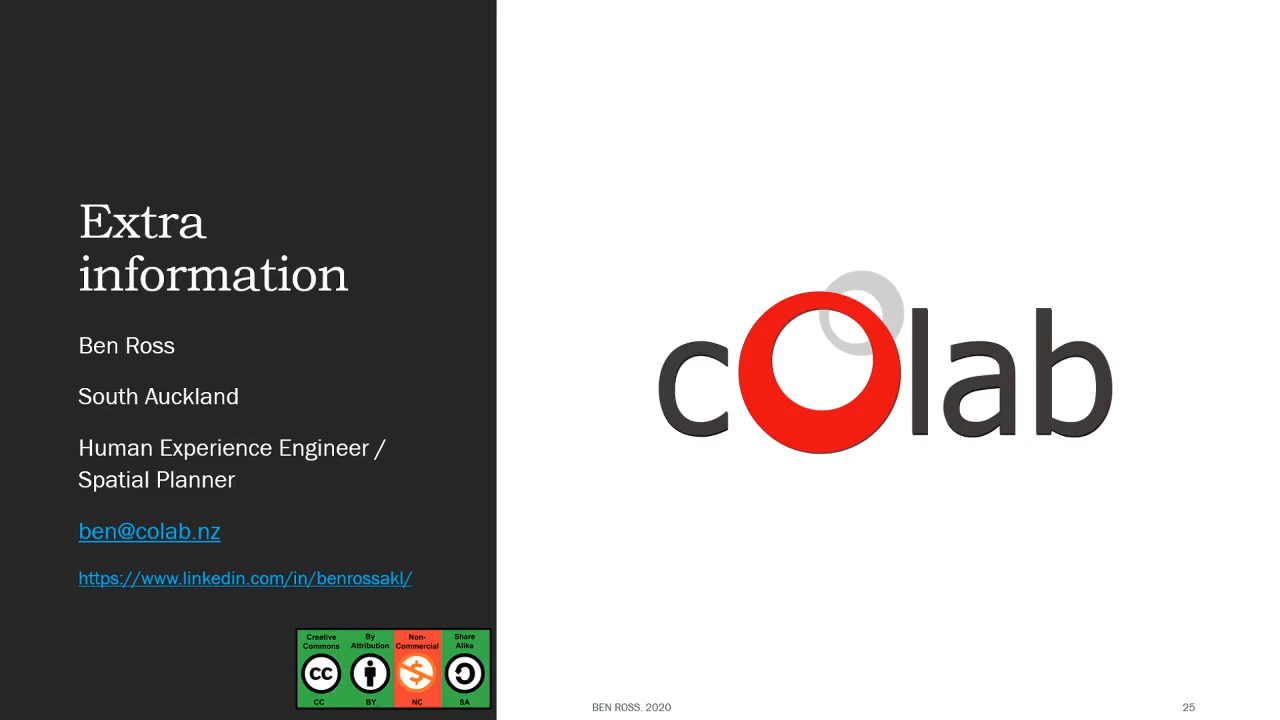 Extra
information
Ben Ross
South Auckland
Human Experience Engineer /
Spatial Planner
ben@colab.nz
https://www.linkedin.com/in/benrossakl/
Creative Commons By Attribution Non-Commercial Share Alike
CC BY NC SA
colab
BEN ROSS. 2020
25